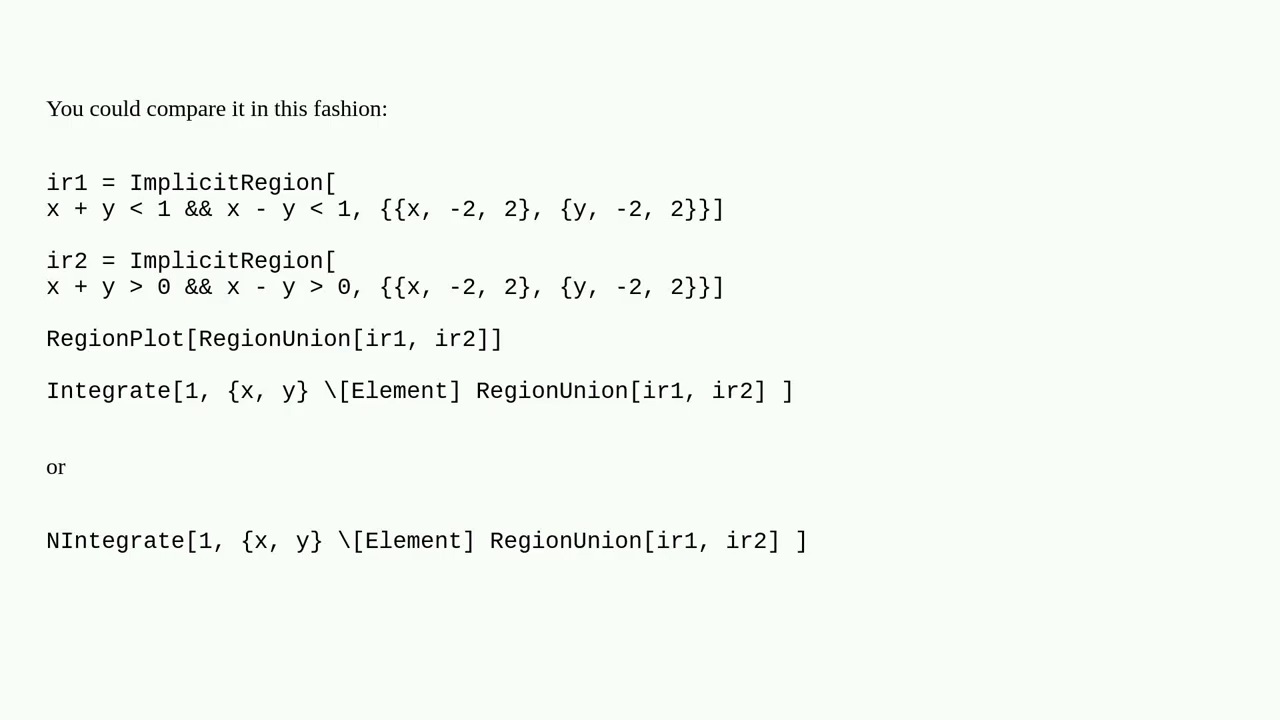 You could compare it in this fashion:
ir1 = ImplicitRegion[
x + y < 1 && x - y < 1, {{x, -2, 2}, {y, -2, 2}}]
ir2 = ImplicitRegion[
x + y > 0 && x - y > 0, {{x, -2, 2}, {y, -2, 2}}]
RegionPlot[RegionUnion[ir1, ir2]]
Integrate[1, {x, y} \[Element] RegionUnion[ir1, ir2] ]
or
NIntegrate[1, {x, y} \[Element] RegionUnion[ir1, ir2] ]